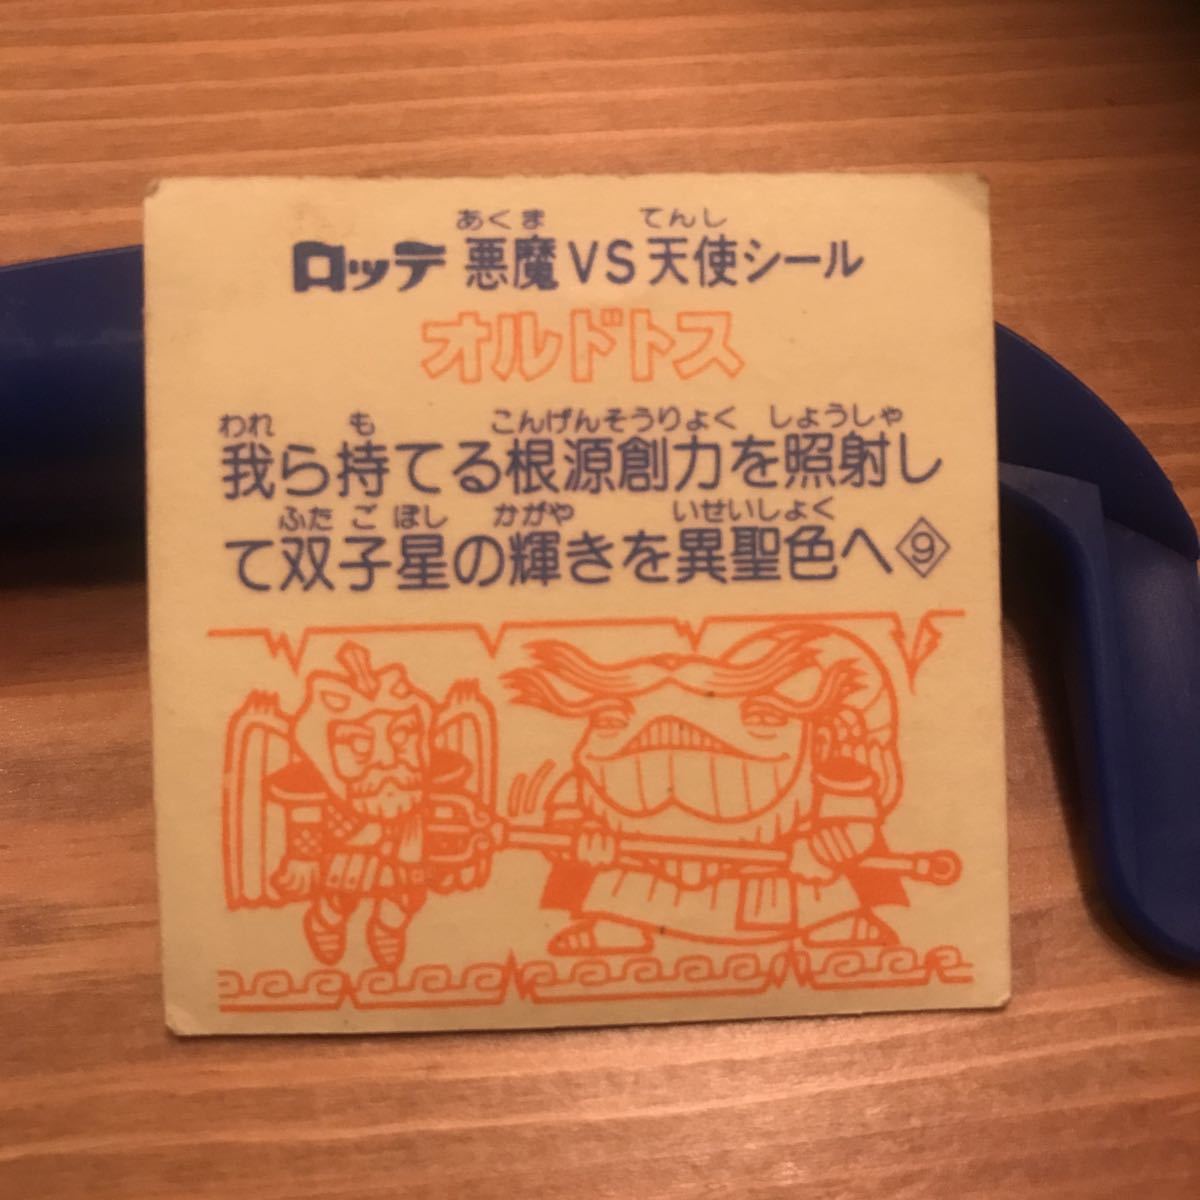 あくま てんし
ロッテ 悪魔VS天使シール
オルドトス
われ も こんげんそうりょく しょうしゃ
我ら持てる根源創力を照射し
ふたごぼし かがや いせいしょく
て双子星の輝きを異聖色へ 9